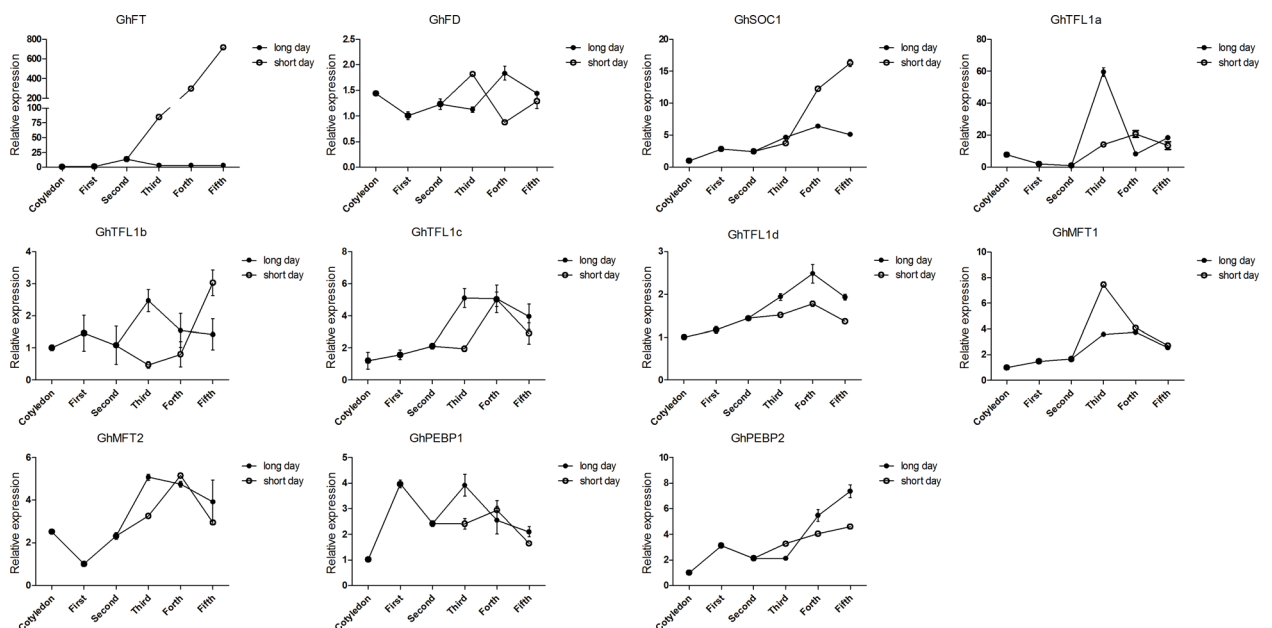 GhFT
Relative expression
800
600
400
200
100
75
50
25
0
Cotyledon
First
Second
Third
Forth
Fifth
long day
short day
GhFD
Relative expression
2.5
2.0
1.5
1.0
0.5
0.0
Cotyledon
First
Second
Third
Forth
Fifth
long day
short day
GhSOC1
Relative expression
20
15
10
5
0
Cotyledon
First
Second
Third
Forth
Fifth
long day
short day
GhTFL1a
Relative expression
80
60
40
20
0
Cotyledon
First
Second
Third
Forth
Fifth
long day
short day
GhTFL1b
Relative expression
4
3
2
1
0
Cotyledon
First
Second
Third
Forth
Fifth
long day
short day
GhTFL1c
Relative expression
8
6
4
2
0
Cotyledon
First
Second
Third
Forth
Fifth
long day
short day
GhTFL1d
Relative expression
3
2
1
0
Cotyledon
First
Second
Third
Forth
Fifth
long day
short day
GhMFT1
Relative expression
10
8
6
4
2
0
Cotyledon
First
Second
Third
Forth
Fifth
long day
short day
GhMFT2
Relative expression
6
4
2
0
Cotyledon
First
Second
Third
Forth
Fifth
long day
short day
GhPEBP1
Relative expression
5
4
3
2
1
0
Cotyledon
First
Second
Third
Forth
Fifth
long day
short day
GhPEBP2
Relative expression
10
8
6
4
2
0
Cotyledon
First
Second
Third
Forth
Fifth
long day
short day